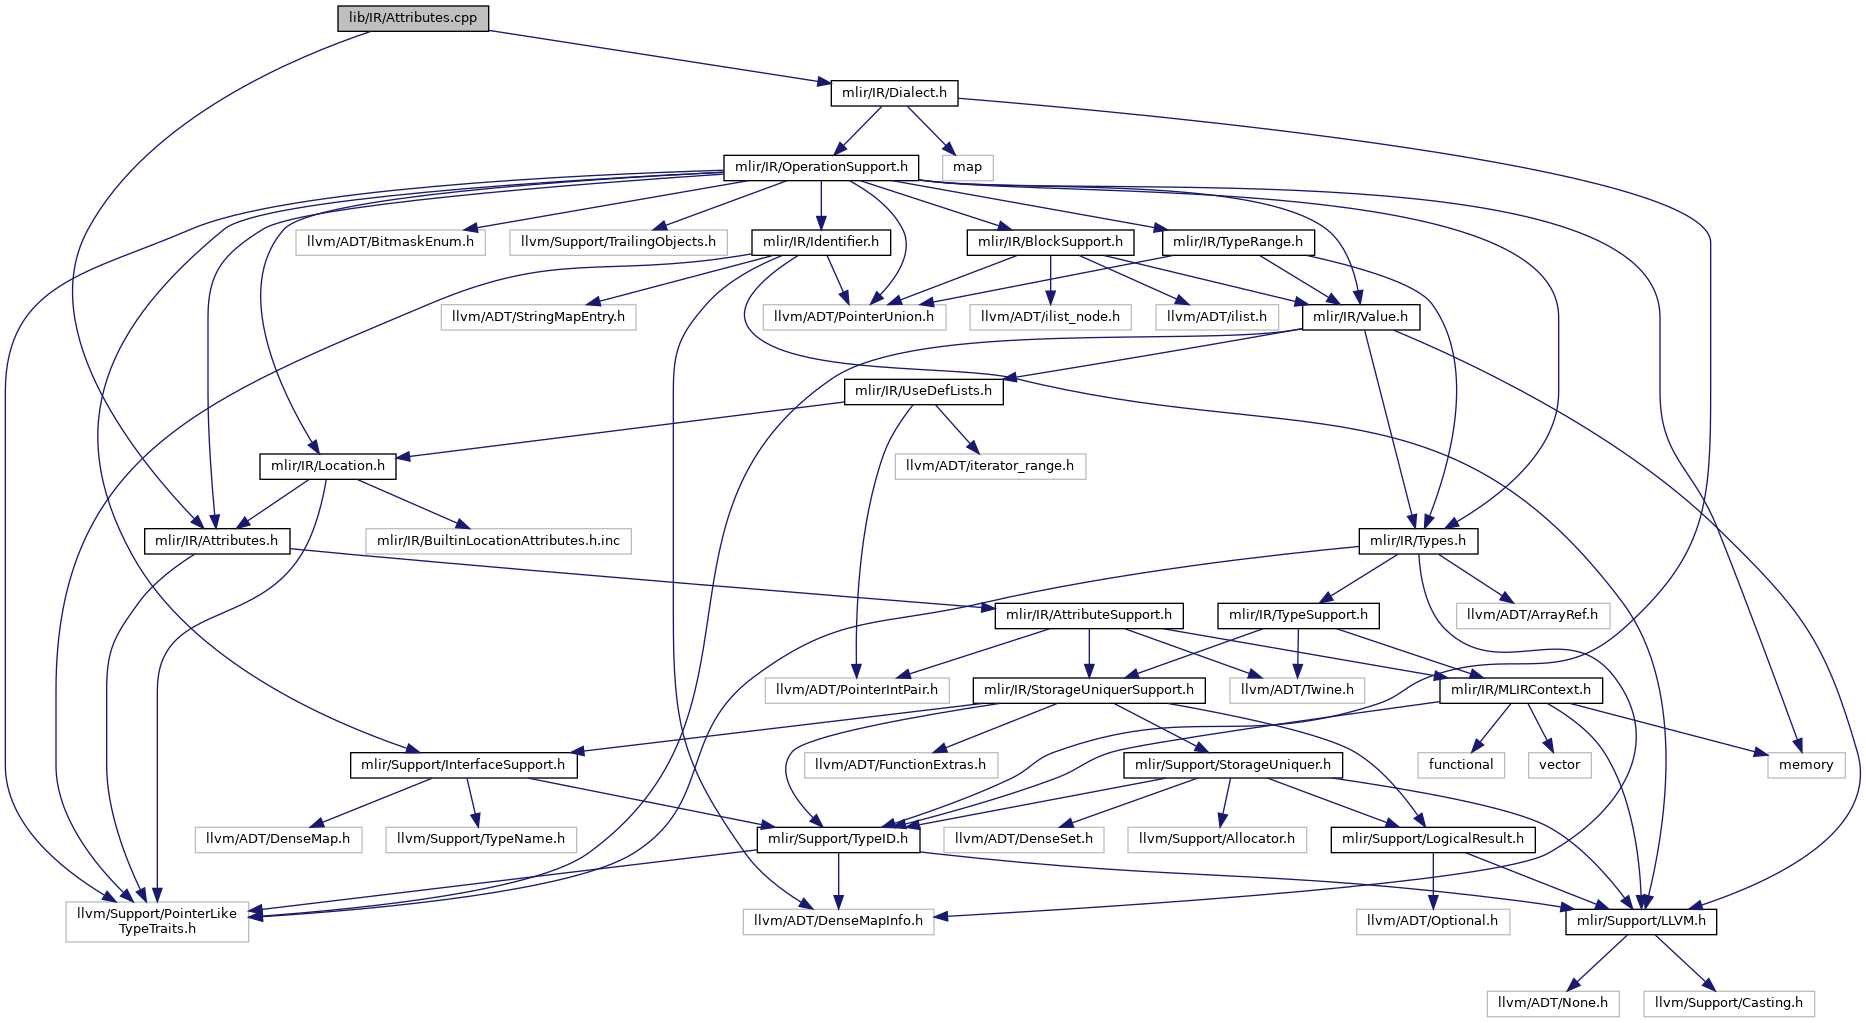 lib/IR/Attributes.cpp
mlir/IR/Dialect.h
mlir/IR/OperationSupport.h
map
llvm/ADT/BitmaskEnum.h
llvm/Support/TrailingObjects.h
mlir/IR/Identifier.h
mlir/IR/BlockSupport.h
mlir/IR/TypeRange.h
llvm/ADT/StringMapEntry.h
llvm/ADT/PointerUnion.h
llvm/ADT/ilist_node.h
llvm/ADT/ilist.h
mlir/IR/Value.h
mlir/IR/UseDefLists.h
mlir/IR/Location.h
llvm/ADT/iterator_range.h
mlir/IR/Attributes.h
mlir/IR/BuiltinLocationAttributes.h.inc
mlir/IR/Types.h
mlir/IR/AttributeSupport.h
mlir/IR/TypeSupport.h
llvm/ADT/ArrayRef.h
llvm/ADT/PointerIntPair.h
mlir/IR/StorageUniquerSupport.h
llvm/ADT/Twine.h
mlir/IR/MLIRContext.h
mlir/Support/InterfaceSupport.h
llvm/ADT/FunctionExtras.h
mlir/Support/StorageUniquer.h
functional
vector
memory
llvm/ADT/DenseMap.h
llvm/Support/TypeName.h
mlir/Support/TypeID.h
llvm/ADT/DenseSet.h
llvm/Support/Allocator.h
mlir/Support/LogicalResult.h
llvm/Support/PointerLike
TypeTraits.h
llvm/ADT/DenseMapInfo.h
llvm/ADT/Optional.h
mlir/Support/LLVM.h
llvm/ADT/None.h
llvm/Support/Casting.h